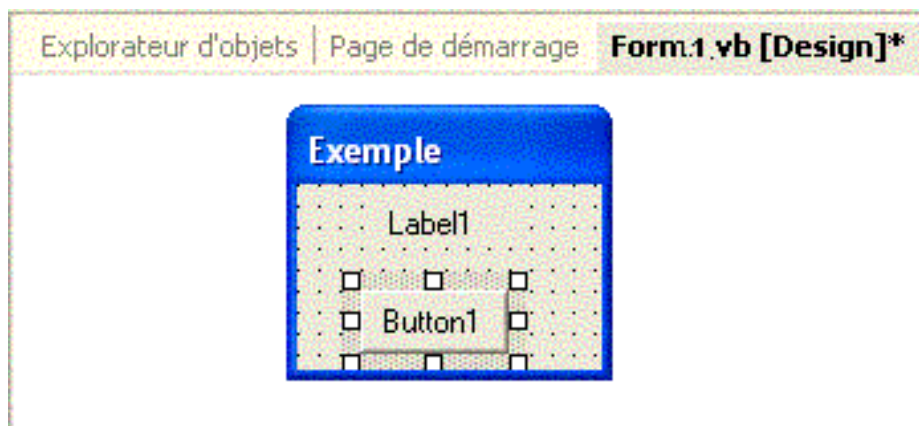 Explorateur d'objets | Page de démarrage Form1.vb [Design]*
Exemple
Label1
Button1